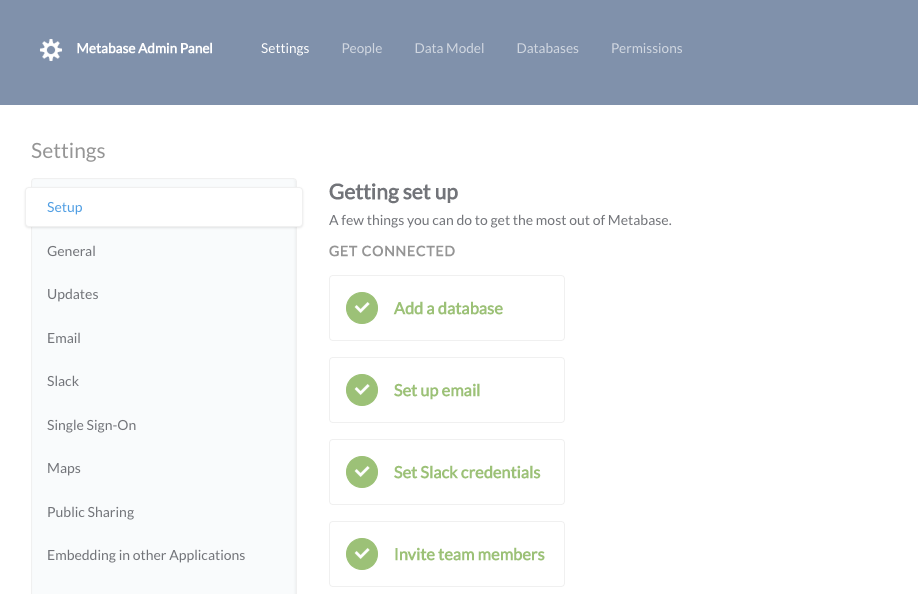 Metabase Admin Panel Settings People Data Model Databases Permissions
Settings
Setup
General
Updates
Email
Slack
Single Sign-On
Maps
Public Sharing
Embedding in other Applications
Getting set up
A few things you can do to get the most out of Metabase.
GET CONNECTED
Add a database
Set up email
Set Slack credentials
Invite team members